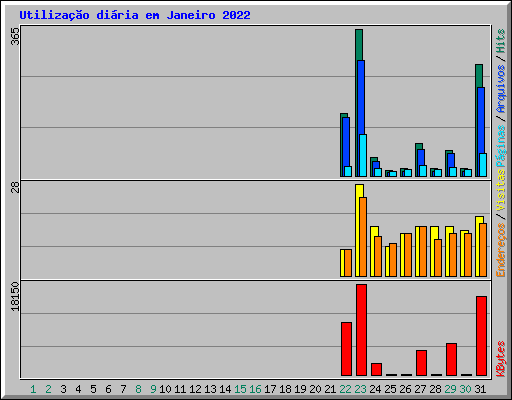 Utilização diária em Janeiro 2022
365
28
18150
Páginas / Arquivos / Hits
Endereços / Visitas
KBytes
1 2 3 4 5 6 7 8 9 10 11 12 13 14 15 16 17 18 19 20 21 22 23 24 25 26 27 28 29 30 31